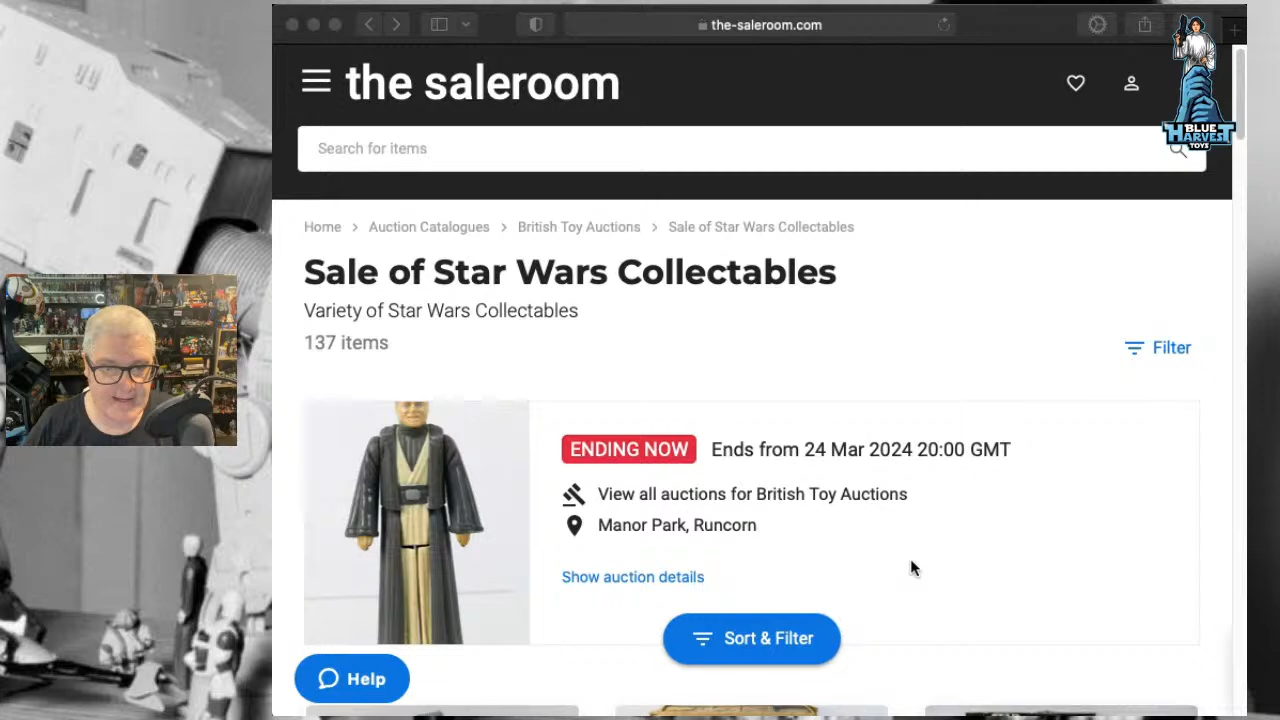 the-saleroom.com
the saleroom
BLUE
HARVEST
TOYS
Search for items
Home > Auction Catalogues > British Toy Auctions > Sale of Star Wars Collectables
Sale of Star Wars Collectables
Variety of Star Wars Collectables
137 items
Filter
ENDING NOW Ends from 24 Mar 2024 20:00 GMT
View all auctions for British Toy Auctions
Manor Park, Runcorn
Show auction details
Sort & Filter
Help